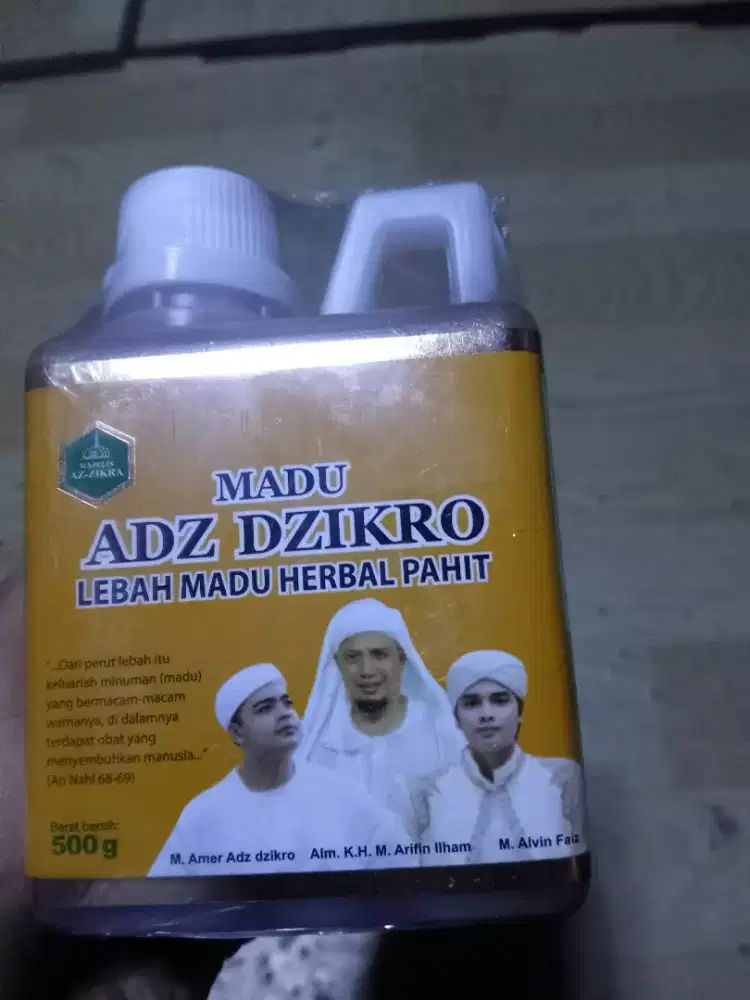 MAJELIS
AZ-ZIKRA
MADU
ADZ DZIKRO
LEBAH MADU HERBAL PAHIT
"...Dari perut lebah itu
keluarlah minuman (madu)
yang bermacam-macam
warnanya, di dalamnya
terdapat obat yang
menyembuhkan manusia..."
(An Nahl 68-69)
Berat bersih:
500 g
M. Amer Adz dzikro Alm. K.H. M. Arifin Ilham M. Alvin Faiz